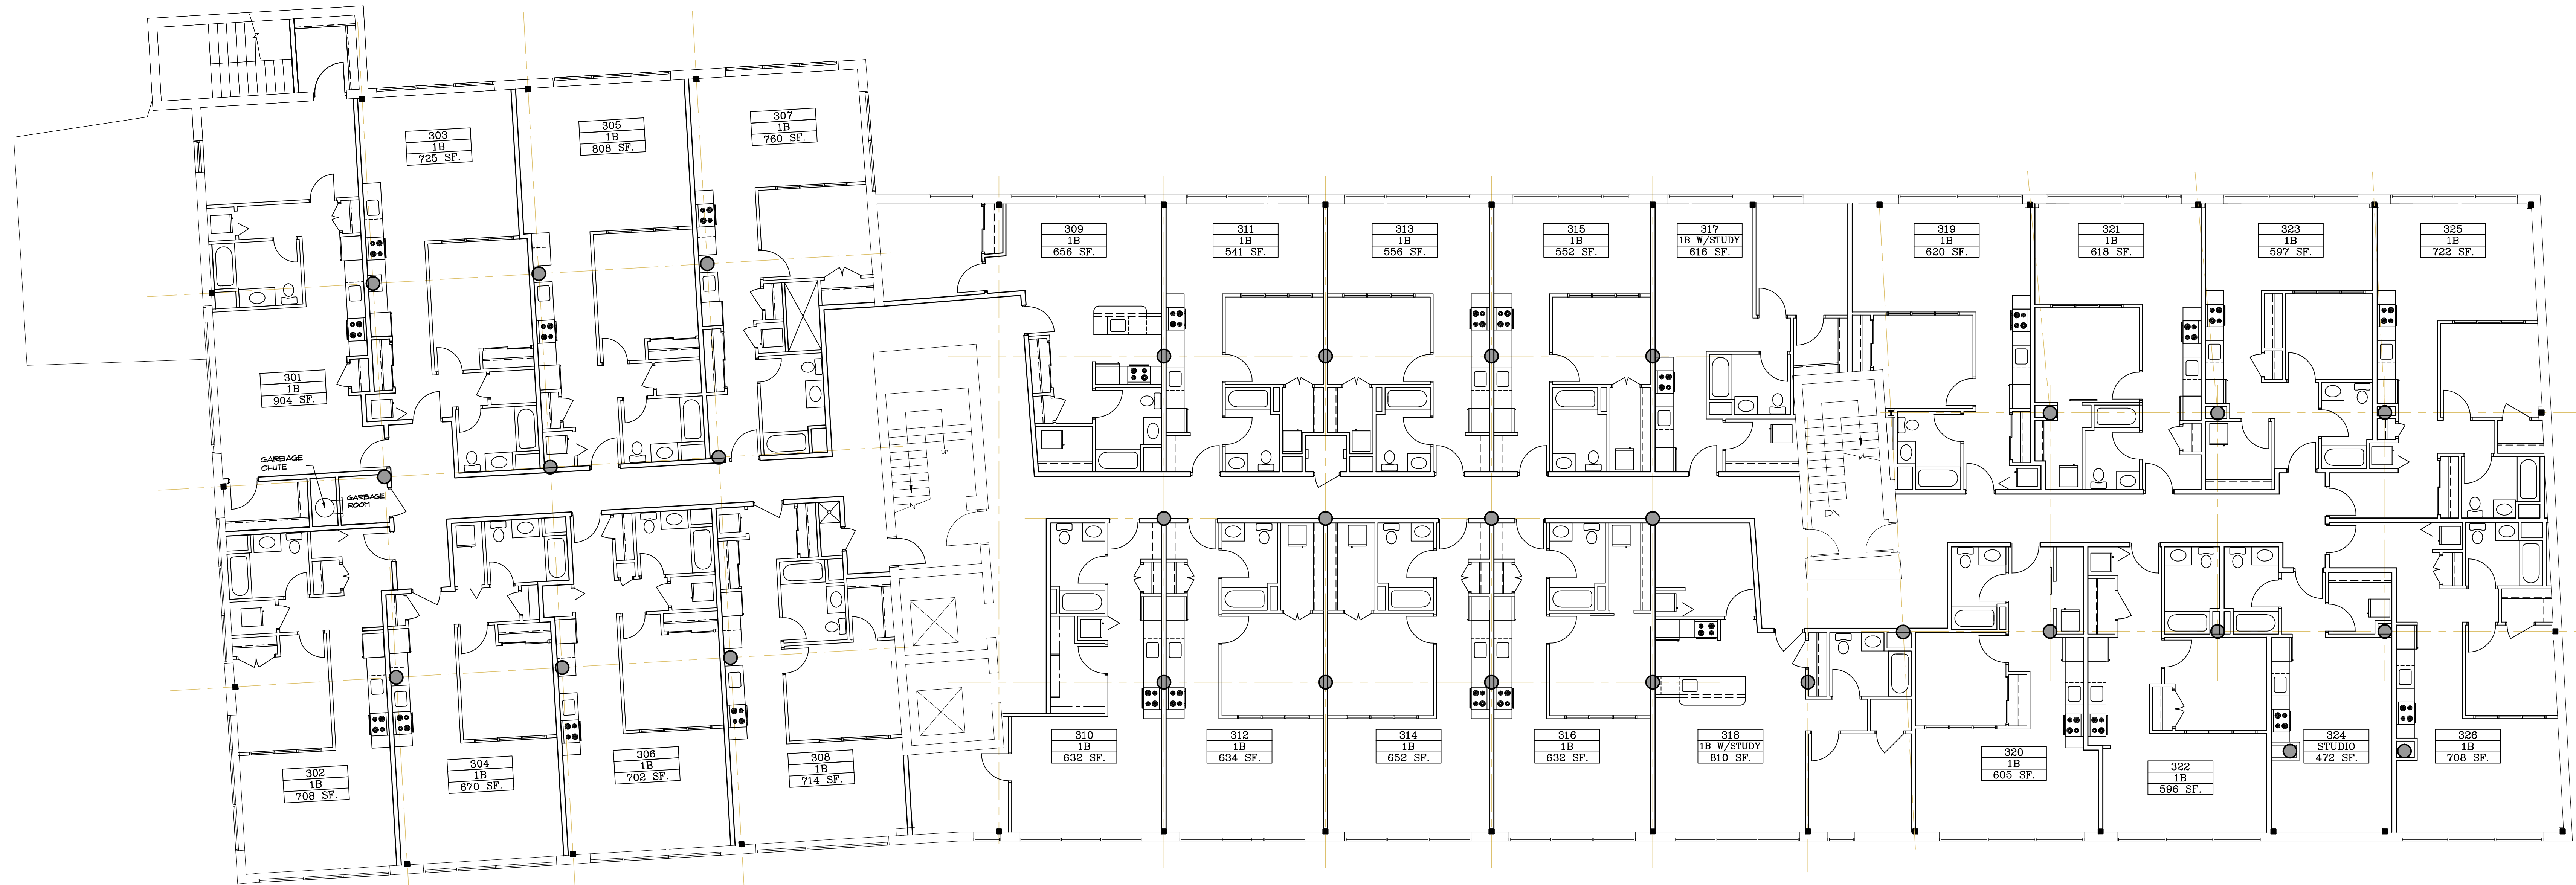 303
1B
725 SF.
305
1B
808 SF.
307
1B
760 SF.
309
1B
656 SF.
311
1B
541 SF.
313
1B
556 SF.
315
1B
552 SF.
317
1B W/STUDY
616 SF.
319
1B
620 SF.
321
1B
618 SF.
323
1B
597 SF.
325
1B
722 SF.
301
1B
904 SF.
GARBAGE
CHUTE
GARBAGE
ROOM
UP
DN
302
1B
708 SF.
304
1B
670 SF.
306
1B
702 SF.
308
1B
714 SF.
310
1B
632 SF.
312
1B
634 SF.
314
1B
652 SF.
316
1B
632 SF.
318
1B W/STUDY
810 SF.
320
1B
605 SF.
322
1B
596 SF.
324
STUDIO
472 SF.
326
1B
708 SF.